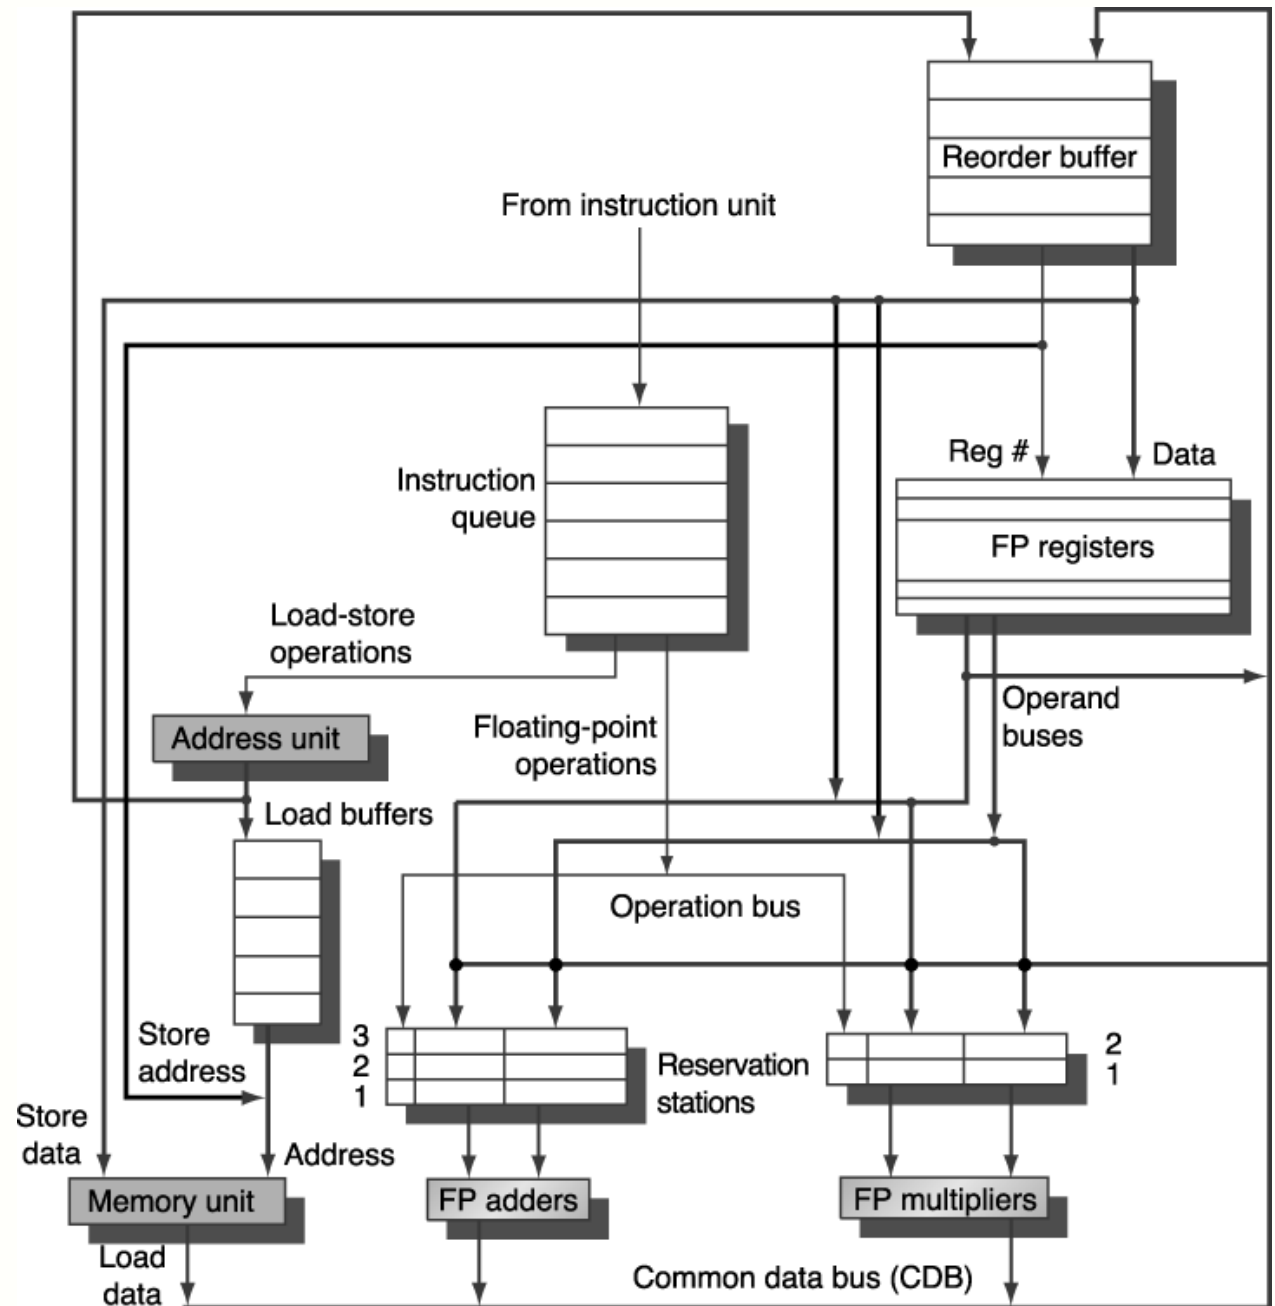 Reorder buffer
From instruction unit
Reg #
Data
Instruction
queue
FP registers
Load-store
operations
Operand
buses
Address unit
Floating-point
operations
Load buffers
Operation bus
Store
address
3
2
1
Reservation
stations
2
1
Store
data
Address
Memory unit
FP adders
FP multipliers
Load
data
Common data bus (CDB)